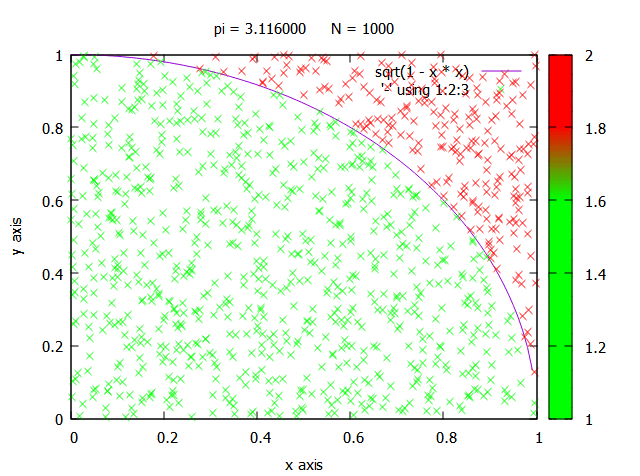 pi = 3.116000 N = 1000
sqrt(1 - x * x)
'-' using 1:2:3
y axis
1
0.8
0.6
0.4
0.2
0
0 0.2 0.4 0.6 0.8 1
x axis
2
1.8
1.6
1.4
1.2
1